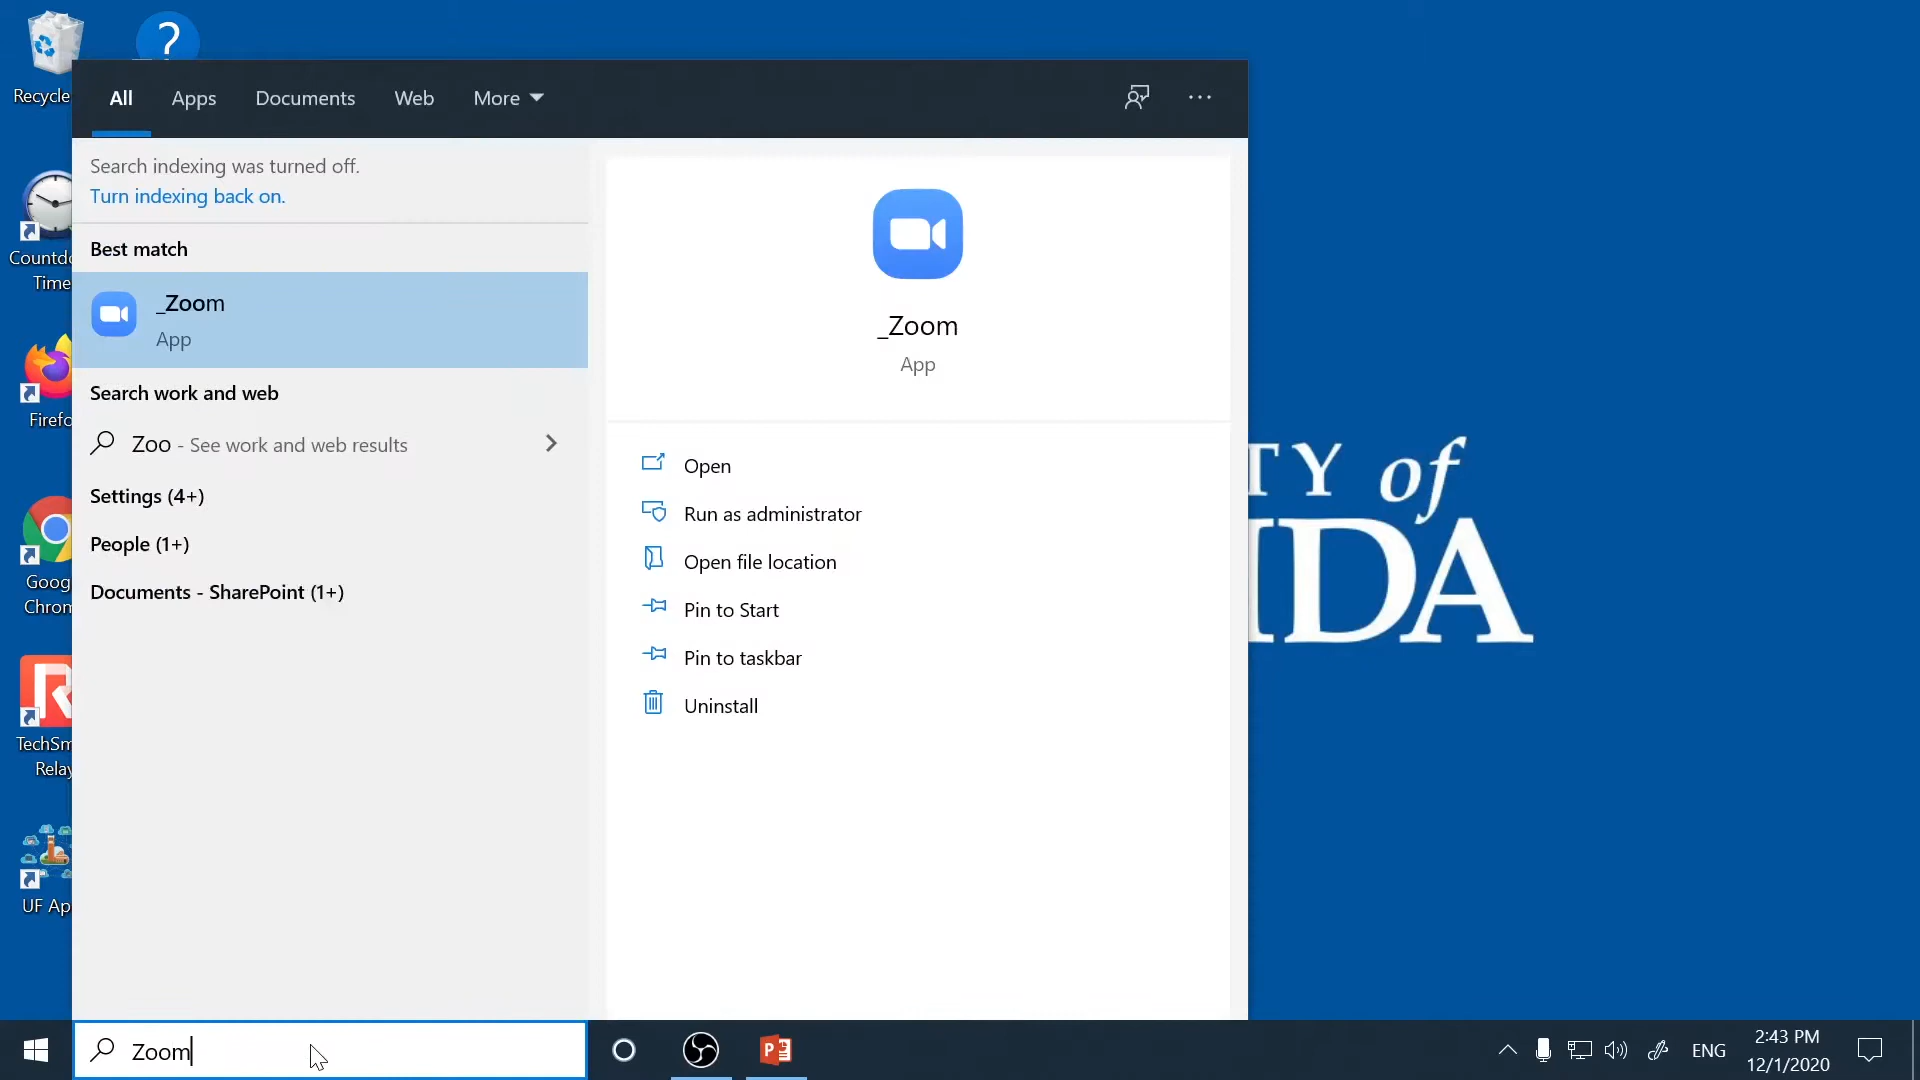 ?
Recycle
All
Apps
Documents
Web
More
Search indexing was turned off.
Turn indexing back on.
Best match
_Zoom
App
Search work and web
Zoo - See work and web results
Settings (4+)
People (1+)
Documents - SharePoint (1+)
_Zoom
App
Open
Run as administrator
Open file location
Pin to Start
Pin to taskbar
Uninstall
Countdo
Time
Firefo
Goog
Chrom
TechSm
Relay
UF Ap
TY of
IDA
Zoom
ENG
2:43 PM
12/1/2020